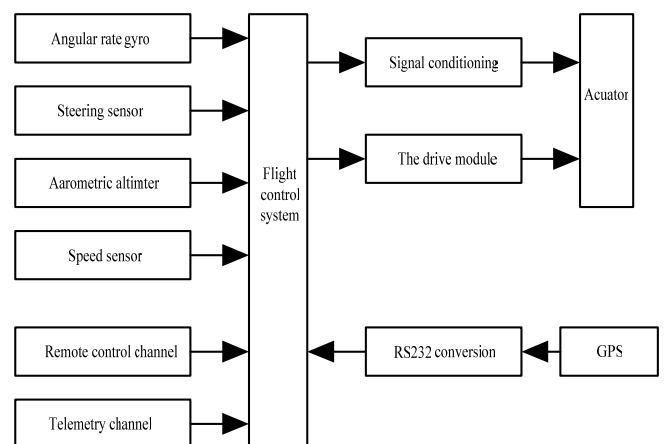 Angular rate gyro
Steering sensor
Aarometric altimter
Speed sensor
Remote control channel
Telemetry channel
Flight
control
system
Signal conditioning
The drive module
Acuator
RS232 conversion
GPS